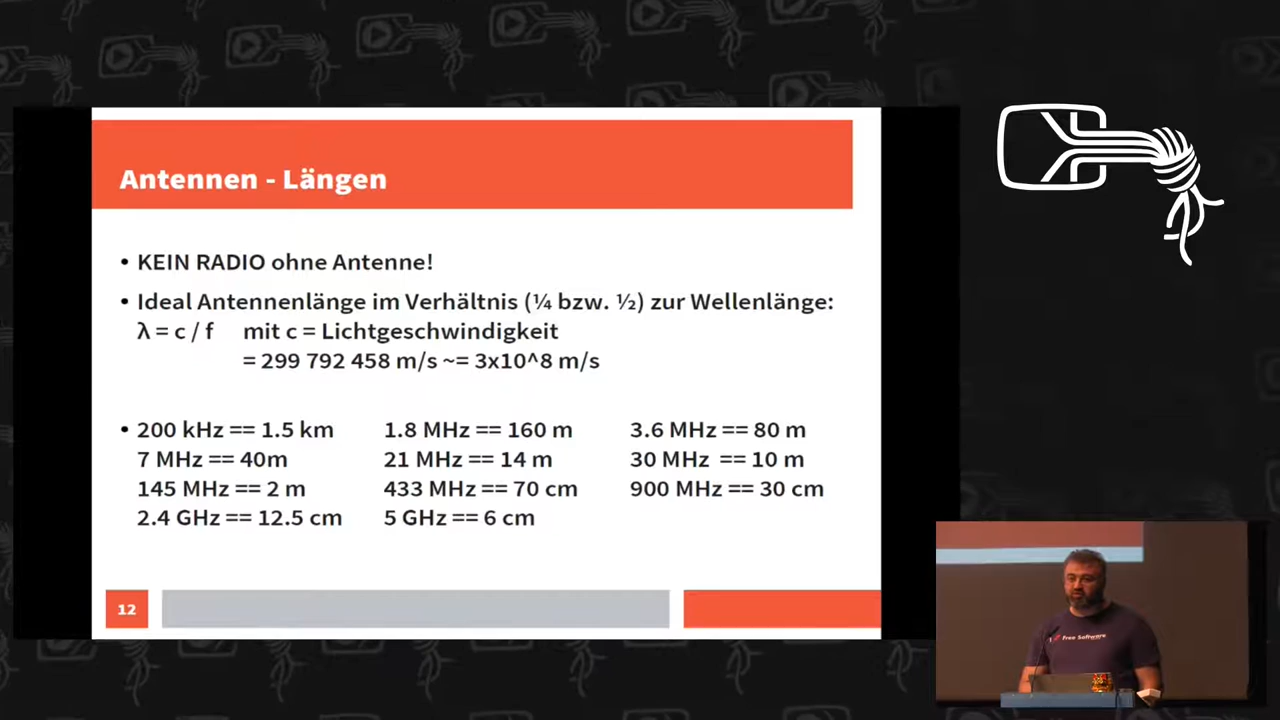 Antennen - Längen
• KEIN RADIO ohne Antenne!
• Ideal Antennenlänge im Verhältnis (¼ bzw. ½) zur Wellenlänge:
λ = c / f mit c = Lichtgeschwindigkeit
= 299 792 458 m/s ~= 3x10^8 m/s
• 200 kHz == 1.5 km 1.8 MHz == 160 m 3.6 MHz == 80 m
7 MHz == 40m 21 MHz == 14 m 30 MHz == 10 m
145 MHz == 2 m 433 MHz == 70 cm 900 MHz == 30 cm
2.4 GHz == 12.5 cm 5 GHz == 6 cm
12
Free Software